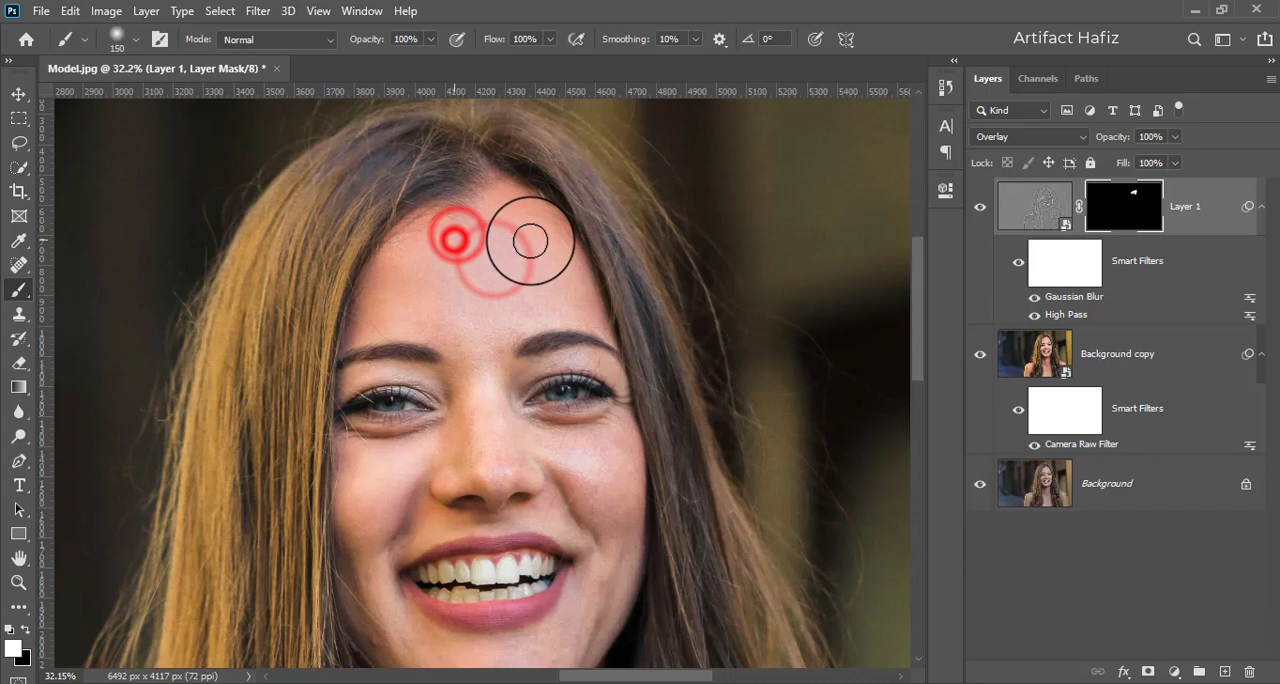 Ps File Edit Image Layer Type Select Filter 3D View Window Help
150 Mode: Normal Opacity: 100% Flow: 100% Smoothing: 10% 0° Artifact Hafiz
Model.jpg @ 32.2% (Layer 1, Layer Mask/8) *
Layers Channels Paths
2800 2900 3000 3100 3200 3300 3400 3500 3600 3700 3800 3900 4000 4100 4200 4300 4400 4500 4600 4700 4800 4900 5000 5100 5200 5300 5400 5500
Kind
Overlay Opacity: 100%
Lock: Fill: 100%
Layer 1
Smart Filters
Gaussian Blur
High Pass
Background copy
Smart Filters
Camera Raw Filter
Background
32.15% 6492 px x 4117 px (72 ppi)